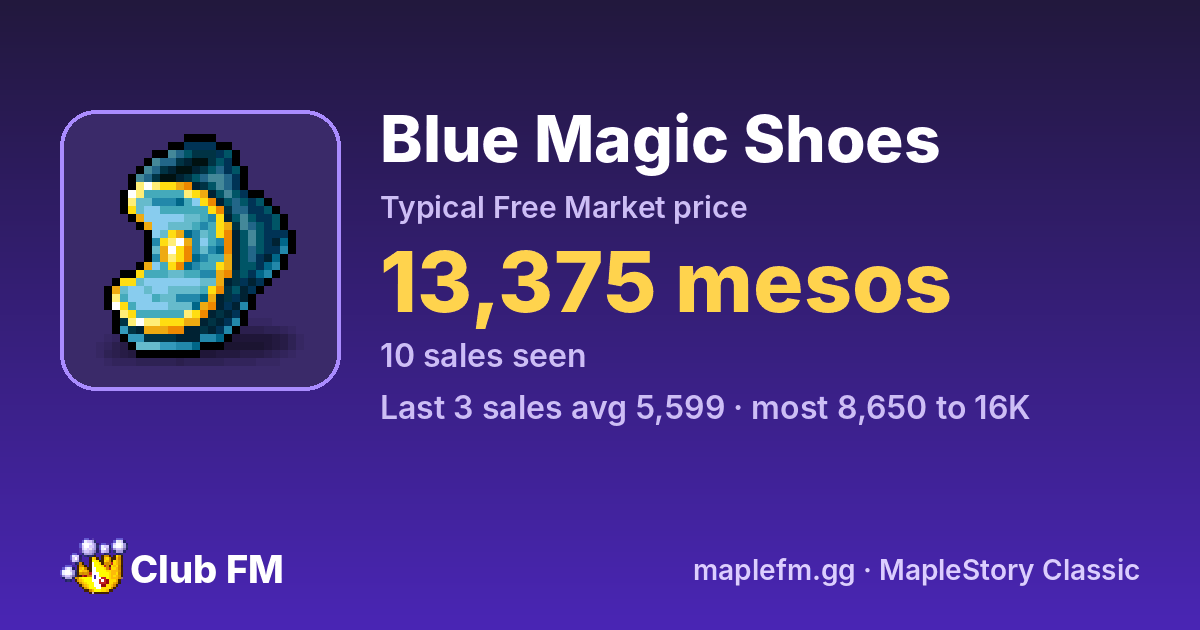 Blue Magic Shoes
Typical Free Market price
13,375 mesos
10 sales seen
Last 3 sales avg 5,599 · most 8,650 to 16K
Club FM
maplefm.gg · MapleStory Classic